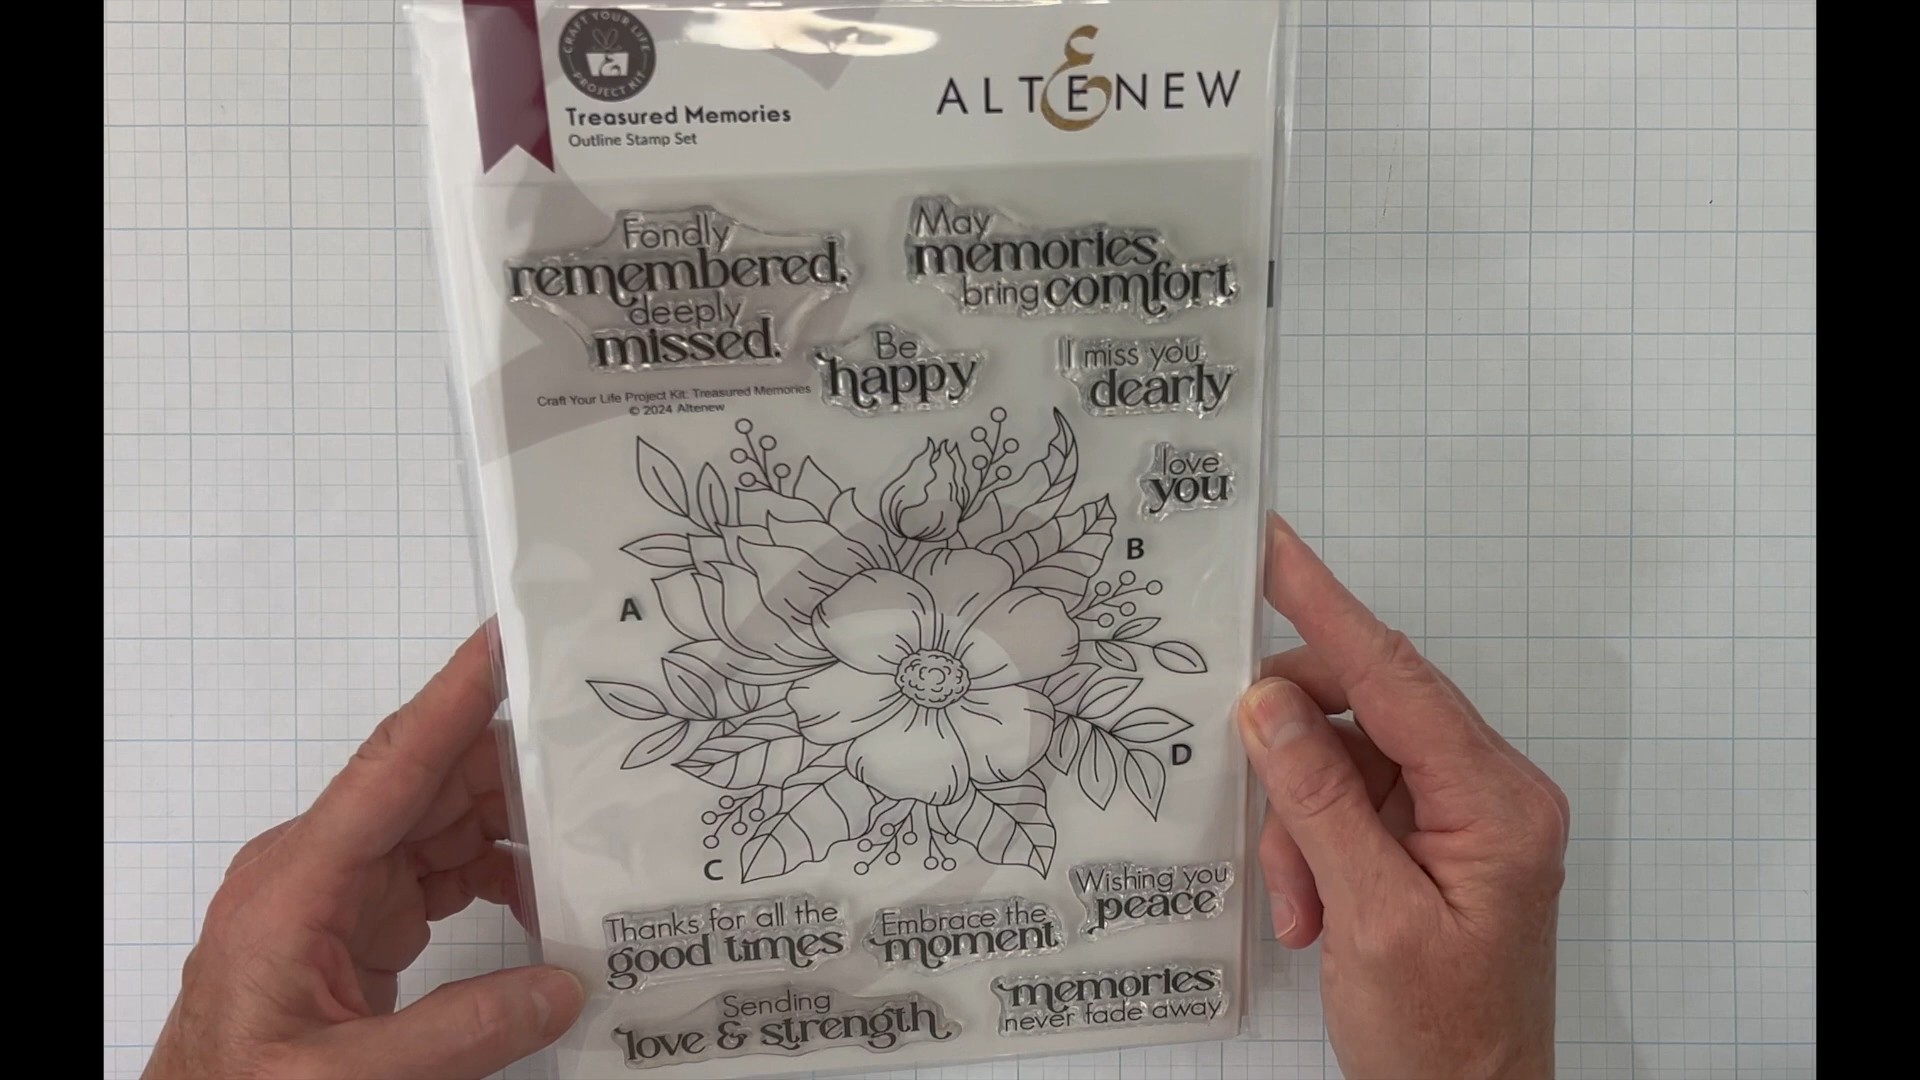 CRAFT YOUR LIFE
PROJECT KIT
Treasured Memories
Outline Stamp Set
ALTENEW
Fondly
remembered,
deeply
missed.
May
memories
bring comfort
Be
happy
I miss you
dearly
Craft Your Life Project Kit: Treasured Memories
© 2024 Altenew
love
you
A
B
C
D
Thanks for all the
good times
Embrace the
moment
Wishing you
peace
Sending
love & strength
memories
never fade away